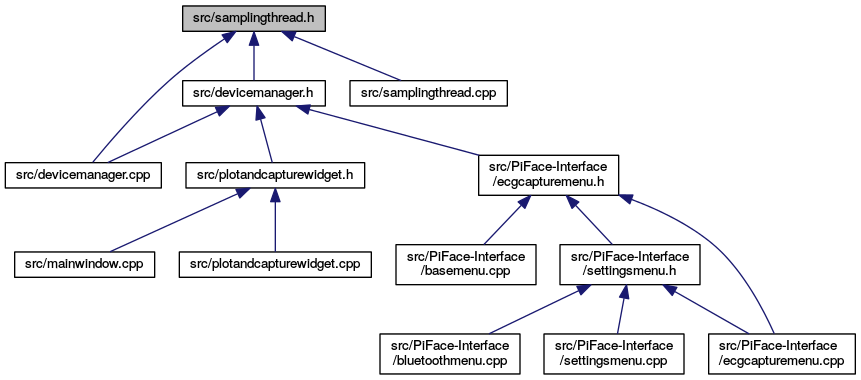 src/samplingthread.h
src/devicemanager.h
src/samplingthread.cpp
src/devicemanager.cpp
src/plotandcapturewidget.h
src/PiFace-Interface
/ecgcapturemenu.h
src/mainwindow.cpp
src/plotandcapturewidget.cpp
src/PiFace-Interface
/basemenu.cpp
src/PiFace-Interface
/settingsmenu.h
src/PiFace-Interface
/bluetoothmenu.cpp
src/PiFace-Interface
/settingsmenu.cpp
src/PiFace-Interface
/ecgcapturemenu.cpp